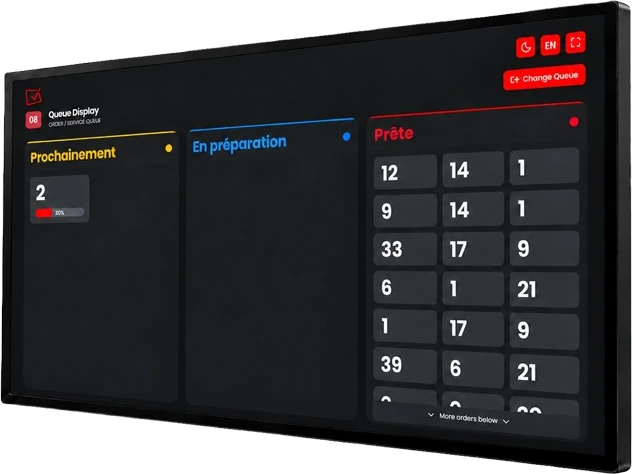 EN
Change Queue
08
Queue Display
ORDER / SERVICE QUEUE
Prochainement
2
20%
En préparation
Prête
12 14 1
9 14 1
33 17 9
6 1 21
1 17 9
39 6 21
More orders below